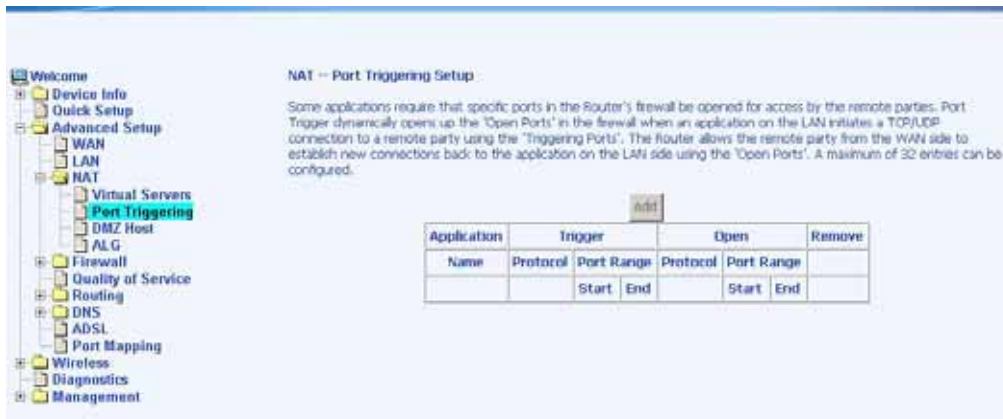 Welcome
Device Info
Quick Setup
Advanced Setup
WAN
LAN
NAT
Virtual Servers
Port Triggering
DMZ Host
ALG
Firewall
Quality of Service
Routing
DNS
ADSL
Port Mapping
Wireless
Diagnostics
Management
NAT -- Port Triggering Setup
Some applications require that specific ports in the Router's firewall be opened for access by the remote parties. Port
Trigger dynamically opens up the 'Open Ports' in the firewall when an application on the LAN initiates a TCP/UDP
connection to a remote party using the 'Triggering Ports'. The Router allows the remote party from the WAN side to
establish new connections back to the application on the LAN side using the 'Open Ports'. A maximum of 32 entries can be
configured.
Add
Application Trigger Open Remove
Name Protocol Port Range Protocol Port Range
Start End Start End